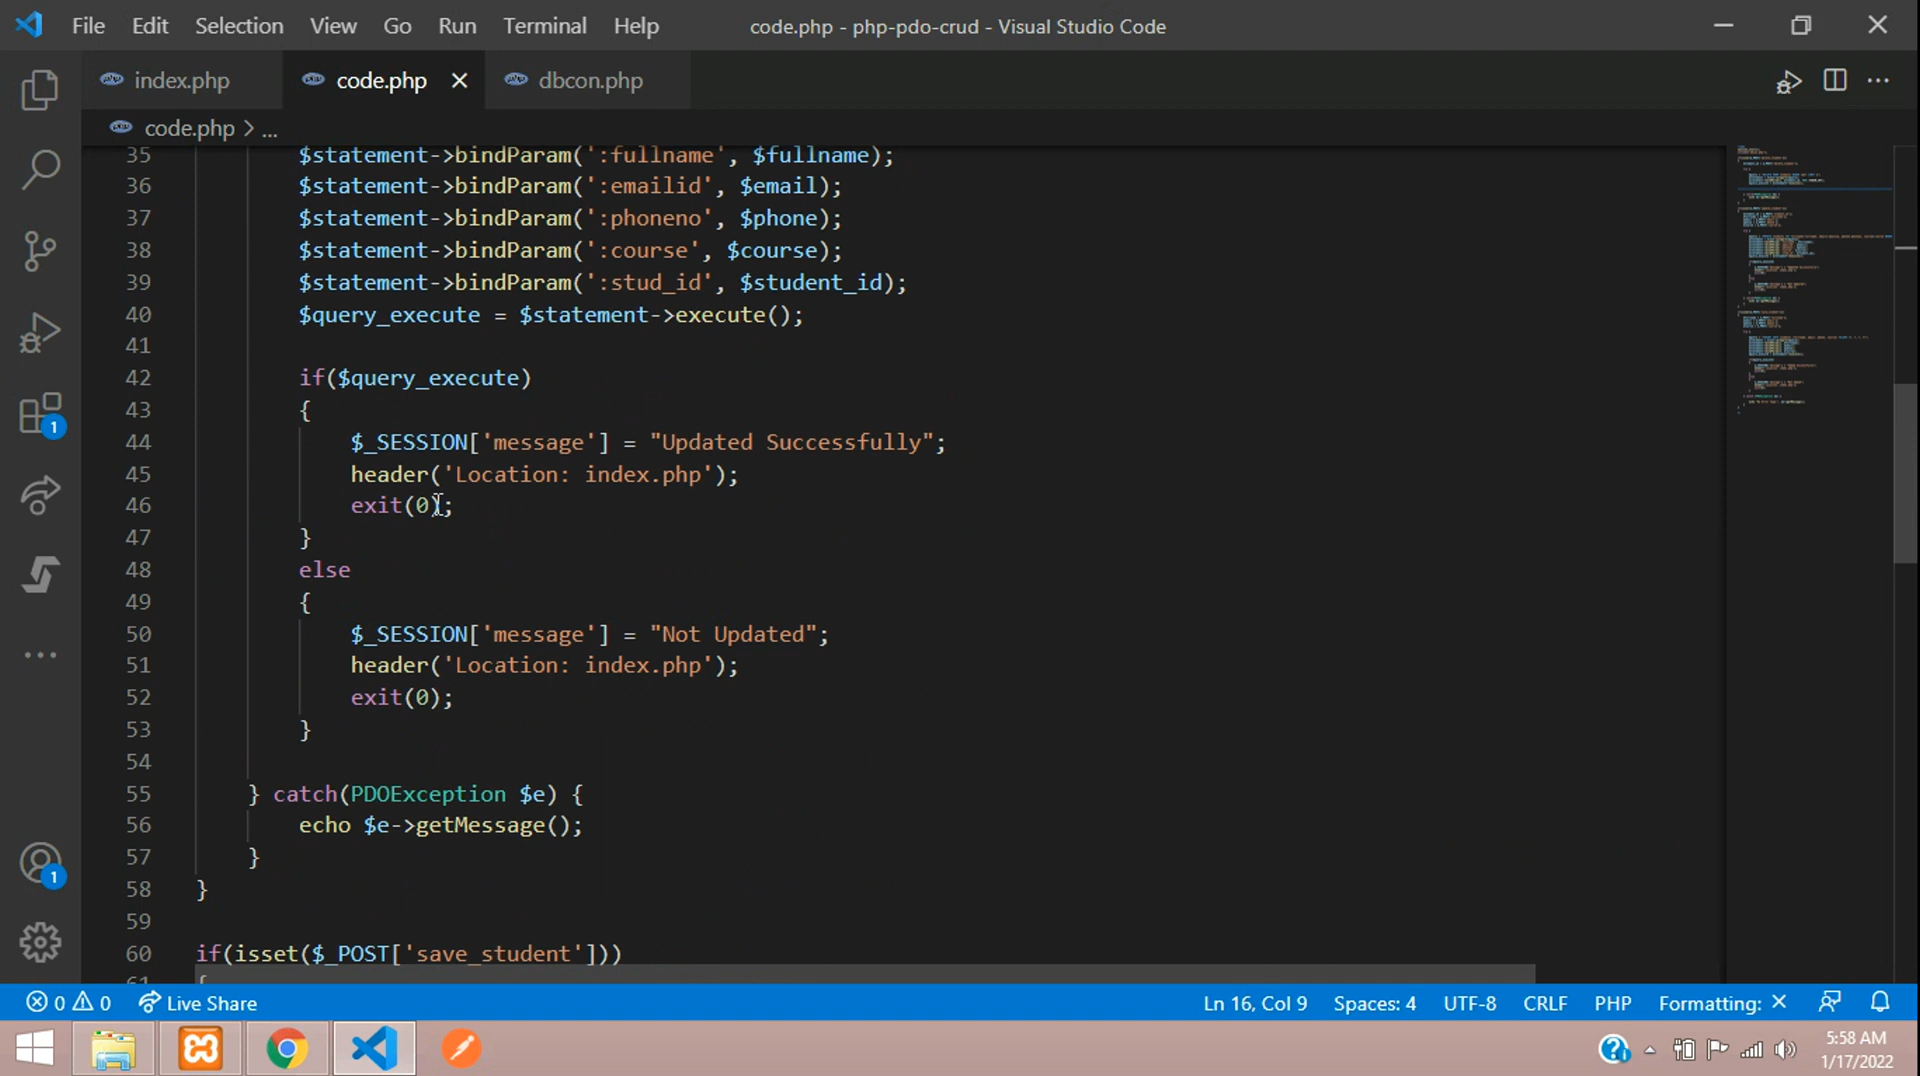 File Edit Selection View Go Run Terminal Help code.php - php-pdo-crud - Visual Studio Code
index.php code.php dbcon.php
code.php > ...
35 $statement->bindParam(':fullname', $fullname);
36 $statement->bindParam(':emailid', $email);
37 $statement->bindParam(':phoneno', $phone);
38 $statement->bindParam(':course', $course);
39 $statement->bindParam(':stud_id', $student_id);
40 $query_execute = $statement->execute();
41
42 if($query_execute)
43 {
44 $_SESSION['message'] = "Updated Successfully";
45 header('Location: index.php');
46 exit(0);
47 }
48 else
49 {
50 $_SESSION['message'] = "Not Updated";
51 header('Location: index.php');
52 exit(0);
53 }
54
55 } catch(PDOException $e) {
56 echo $e->getMessage();
57 }
58 }
59
60 if(isset($_POST['save_student']))
61 {
1
1
0 0 Live Share Ln 16, Col 9 Spaces: 4 UTF-8 CRLF PHP Formatting: ×
5:58 AM
1/17/2022